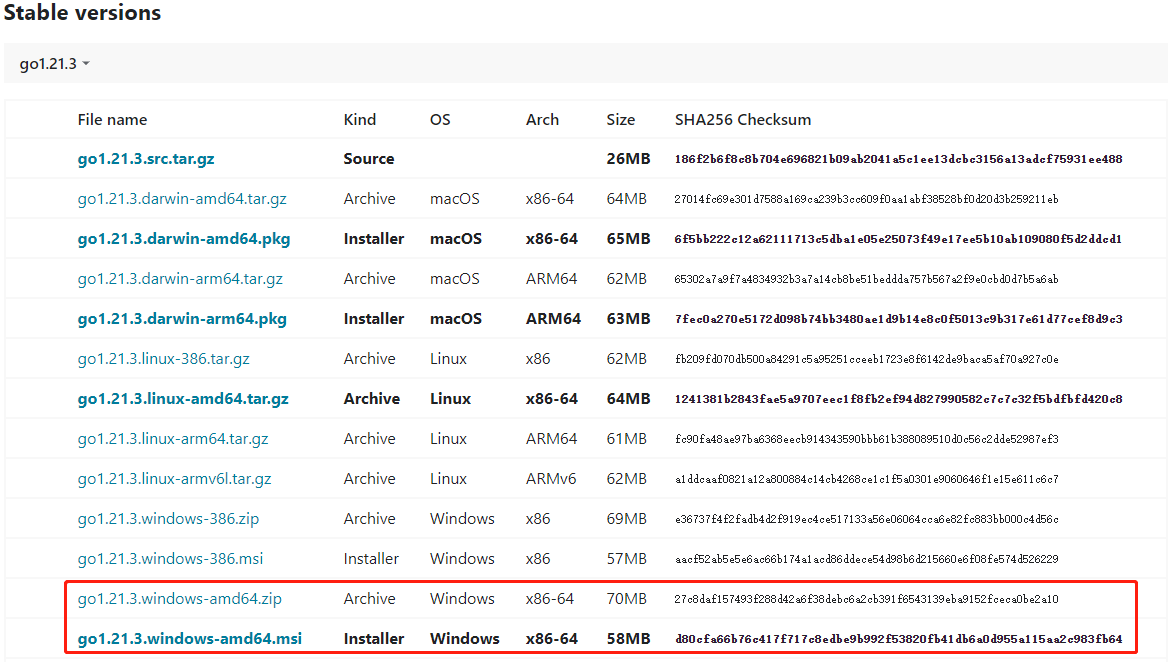 Stable versions
go1.21.3
File name Kind OS Arch Size SHA256 Checksum
go1.21.3.src.tar.gz Source 26MB 186f2b6f8c8b704e696821b09ab2041a5c1ee13dcbc3156a13adcf75931ee488
go1.21.3.darwin-amd64.tar.gz Archive macOS x86-64 64MB 27014fc69e301d7588a169ca239b3cc609f0aa1abf38528bf0d20d3b259211eb
go1.21.3.darwin-amd64.pkg Installer macOS x86-64 65MB 6f5bb222c12a62111713c5dba1e05e25073f49e17ee5b10ab109080f5d2ddcd1
go1.21.3.darwin-arm64.tar.gz Archive macOS ARM64 62MB 65302a7a9f7a4834932b3a7a14cb8be51beddda757b567a2f9e0cbd0d7b5a6ab
go1.21.3.darwin-arm64.pkg Installer macOS ARM64 63MB 7fec0a270e5172d098b74bb3480ae1d9b14e8c0f5013c9b317e61d77cef8d9c3
go1.21.3.linux-386.tar.gz Archive Linux x86 62MB fb209fd070db500a84291c5a95251cceeb1723e8f6142de9baca5af70a927c0e
go1.21.3.linux-amd64.tar.gz Archive Linux x86-64 64MB 1241381b2843fae5a9707eec1f8fb2ef94d827990582c7c7c32f5bdfbfd420c8
go1.21.3.linux-arm64.tar.gz Archive Linux ARM64 61MB fc90fa48ae97ba6368eecb914343590bbb61b388089510d0c56c2dde52987ef3
go1.21.3.linux-armv6l.tar.gz Archive Linux ARMv6 62MB a1ddcaaf0821a12a800884c14cb4268ce1c1f5a0301e9060646f1e15e611c6c7
go1.21.3.windows-386.zip Archive Windows x86 69MB e36737f4f2fadb4d2f919ec4ce517133a56e06064cca6e82fc883bb000c4d56c
go1.21.3.windows-386.msi Installer Windows x86 57MB aacf52ab5e5e6ac66b174a1acd86ddece54d98b6d215660e6f08fe574d526229
go1.21.3.windows-amd64.zip Archive Windows x86-64 70MB 27c8daf157493f288d42a6f38debc6a2cb391f6543139eba9152fceca0be2a10
go1.21.3.windows-amd64.msi Installer Windows x86-64 58MB d80cfa66b76c417f717c8edbe9b992f53820fb41db6a0d955a115aa2c983fb64